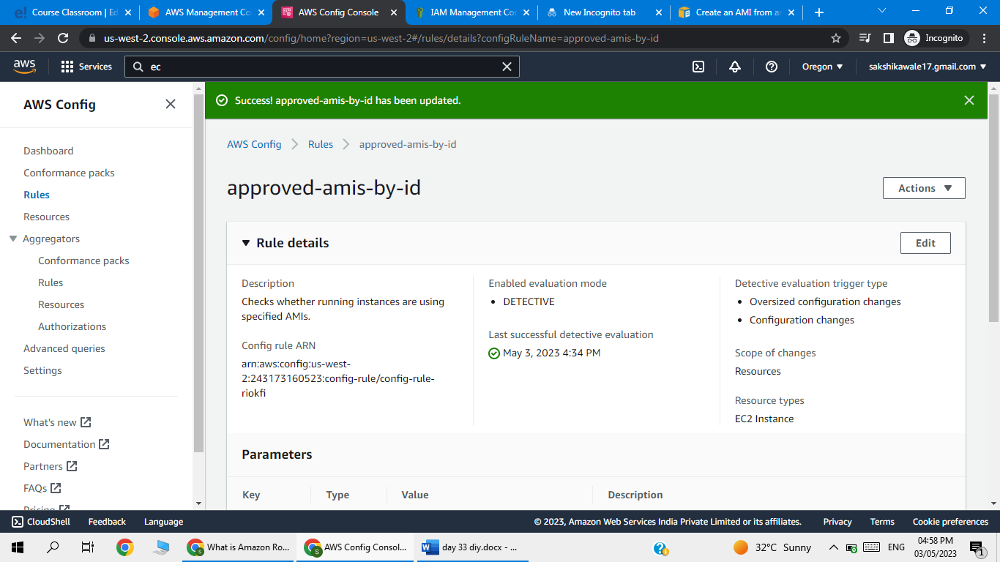 Course Classroom | Ed
AWS Management Co
AWS Config Console
IAM Management Co
New Incognito tab
Create an AMI from a
us-west-2.console.aws.amazon.com/config/home?region=us-west-2#/rules/details?configRuleName=approved-amis-by-id
Incognito
aws
Services
ec
Oregon
sakshikawale17.gmail.com
AWS Config
Dashboard
Conformance packs
Rules
Resources
Aggregators
Conformance packs
Rules
Resources
Authorizations
Advanced queries
Settings
What's new
Documentation
Partners
FAQs
Pricing
Success! approved-amis-by-id has been updated.
AWS Config
Rules
approved-amis-by-id
approved-amis-by-id
Actions
Rule details
Edit
Description
Checks whether running instances are using
specified AMIs.
Config rule ARN
arn:aws:config:us-west-
2:243173160523:config-rule/config-rule-
riokfi
Enabled evaluation mode
• DETECTIVE
Last successful detective evaluation
May 3, 2023 4:34 PM
Detective evaluation trigger type
• Oversized configuration changes
• Configuration changes
Scope of changes
Resources
Resource types
EC2 Instance
Parameters
Key
Type
Value
Description
CloudShell
Feedback
Language
© 2023, Amazon Web Services India Private Limited or its affiliates.
Privacy
Terms
Cookie preferences
What is Amazon Ro...
AWS Config Consol...
day 33 diy.docx - ...
32°C Sunny
ENG
04:58 PM
03/05/2023
1